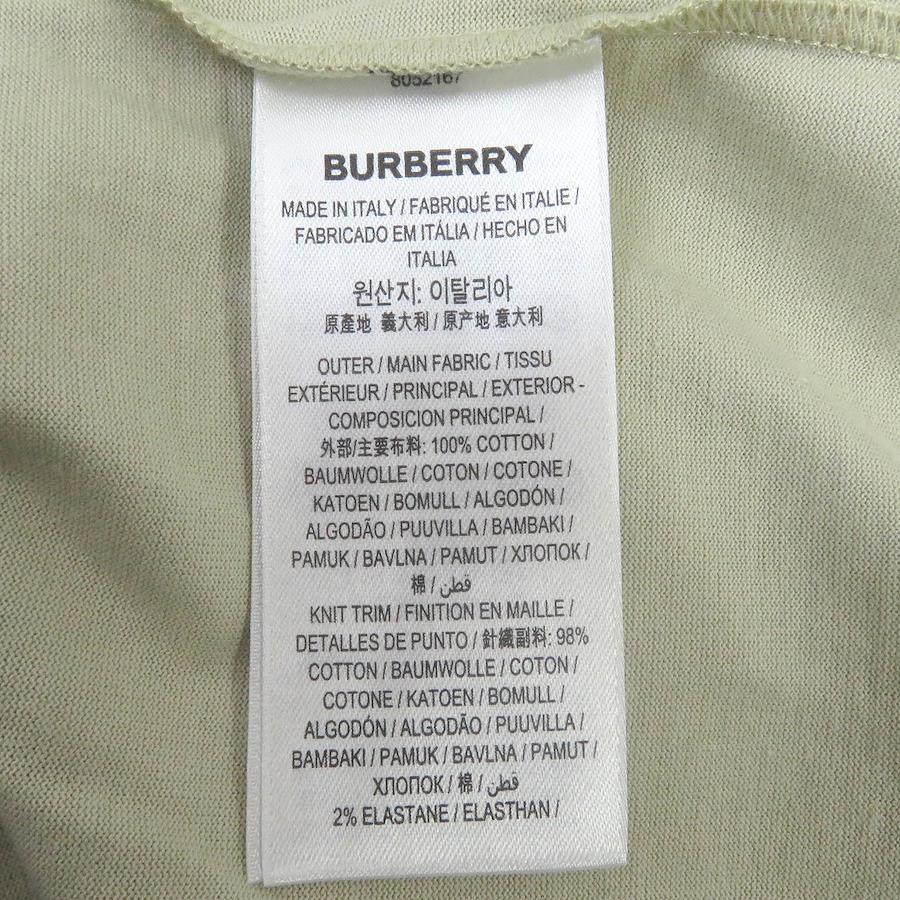 8052167
BURBERRY
MADE IN ITALY / FABRIQUÉ EN ITALIE /
FABRICADO EM ITÁLIA / HECHO EN
ITALIA
원산지: 이탈리아
原產地 義大利 / 原产地 意大利
OUTER / MAIN FABRIC / TISSU
EXTÉRIEUR / PRINCIPAL / EXTERIOR -
COMPOSICION PRINCIPAL /
外部/主要布料: 100% COTTON /
BAUMWOLLE / COTON / COTONE /
KATOEN / BOMULL / ALGODÓN /
ALGODÃO / PUUVILLA / BAMBAKI /
PAMUK / BAVLNA / PAMUT / ХЛОПОК /
棉 / قطن
KNIT TRIM / FINITION EN MAILLE /
DETALLES DE PUNTO / 針織副料: 98%
COTTON / BAUMWOLLE / COTON /
COTONE / KATOEN / BOMULL /
ALGODÓN / ALGODÃO / PUUVILLA /
BAMBAKI / PAMUK / BAVLNA / PAMUT /
ХЛОПОК / 棉 / قطن
2% ELASTANE / ELASTHAN /